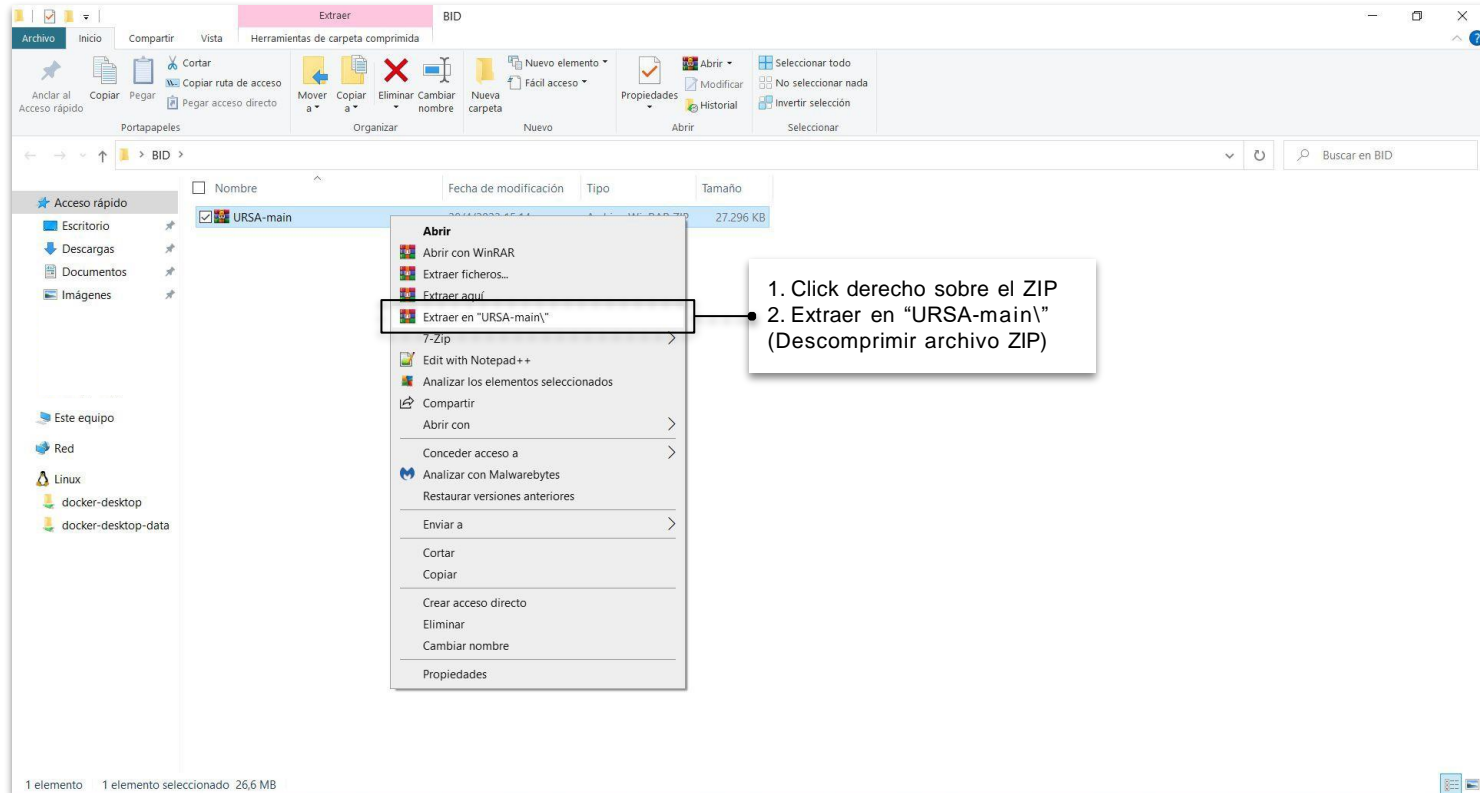 Extraer
BID
Archivo
Inicio
Compartir
Vista
Herramientas de carpeta comprimida
Anclar al
Acceso rápido
Copiar
Pegar
Cortar
Copiar ruta de acceso
Pegar acceso directo
Portapapeles
Mover
a
Copiar
a
Eliminar
Cambiar
nombre
Organizar
Nueva
carpeta
Nuevo elemento
Fácil acceso
Nuevo
Propiedades
Abrir
Modificar
Historial
Abrir
Seleccionar todo
No seleccionar nada
Invertir selección
Seleccionar
BID
Buscar en BID
Nombre
Fecha de modificación
Tipo
Tamaño
URSA-main
27.296 KB
Acceso rápido
Escritorio
Descargas
Documentos
Imágenes
Este equipo
Red
Linux
docker-desktop
docker-desktop-data
Abrir
Abrir con WinRAR
Extraer ficheros...
Extraer aquí
Extraer en "URSA-main\"
7-Zip
Edit with Notepad++
Analizar los elementos seleccionados
Compartir
Abrir con
Conceder acceso a
Analizar con Malwarebytes
Restaurar versiones anteriores
Enviar a
Cortar
Copiar
Crear acceso directo
Eliminar
Cambiar nombre
Propiedades
1. Click derecho sobre el ZIP
2. Extraer en “URSA-main\”
(Descomprimir archivo ZIP)
1 elemento
1 elemento seleccionado 26,6 MB